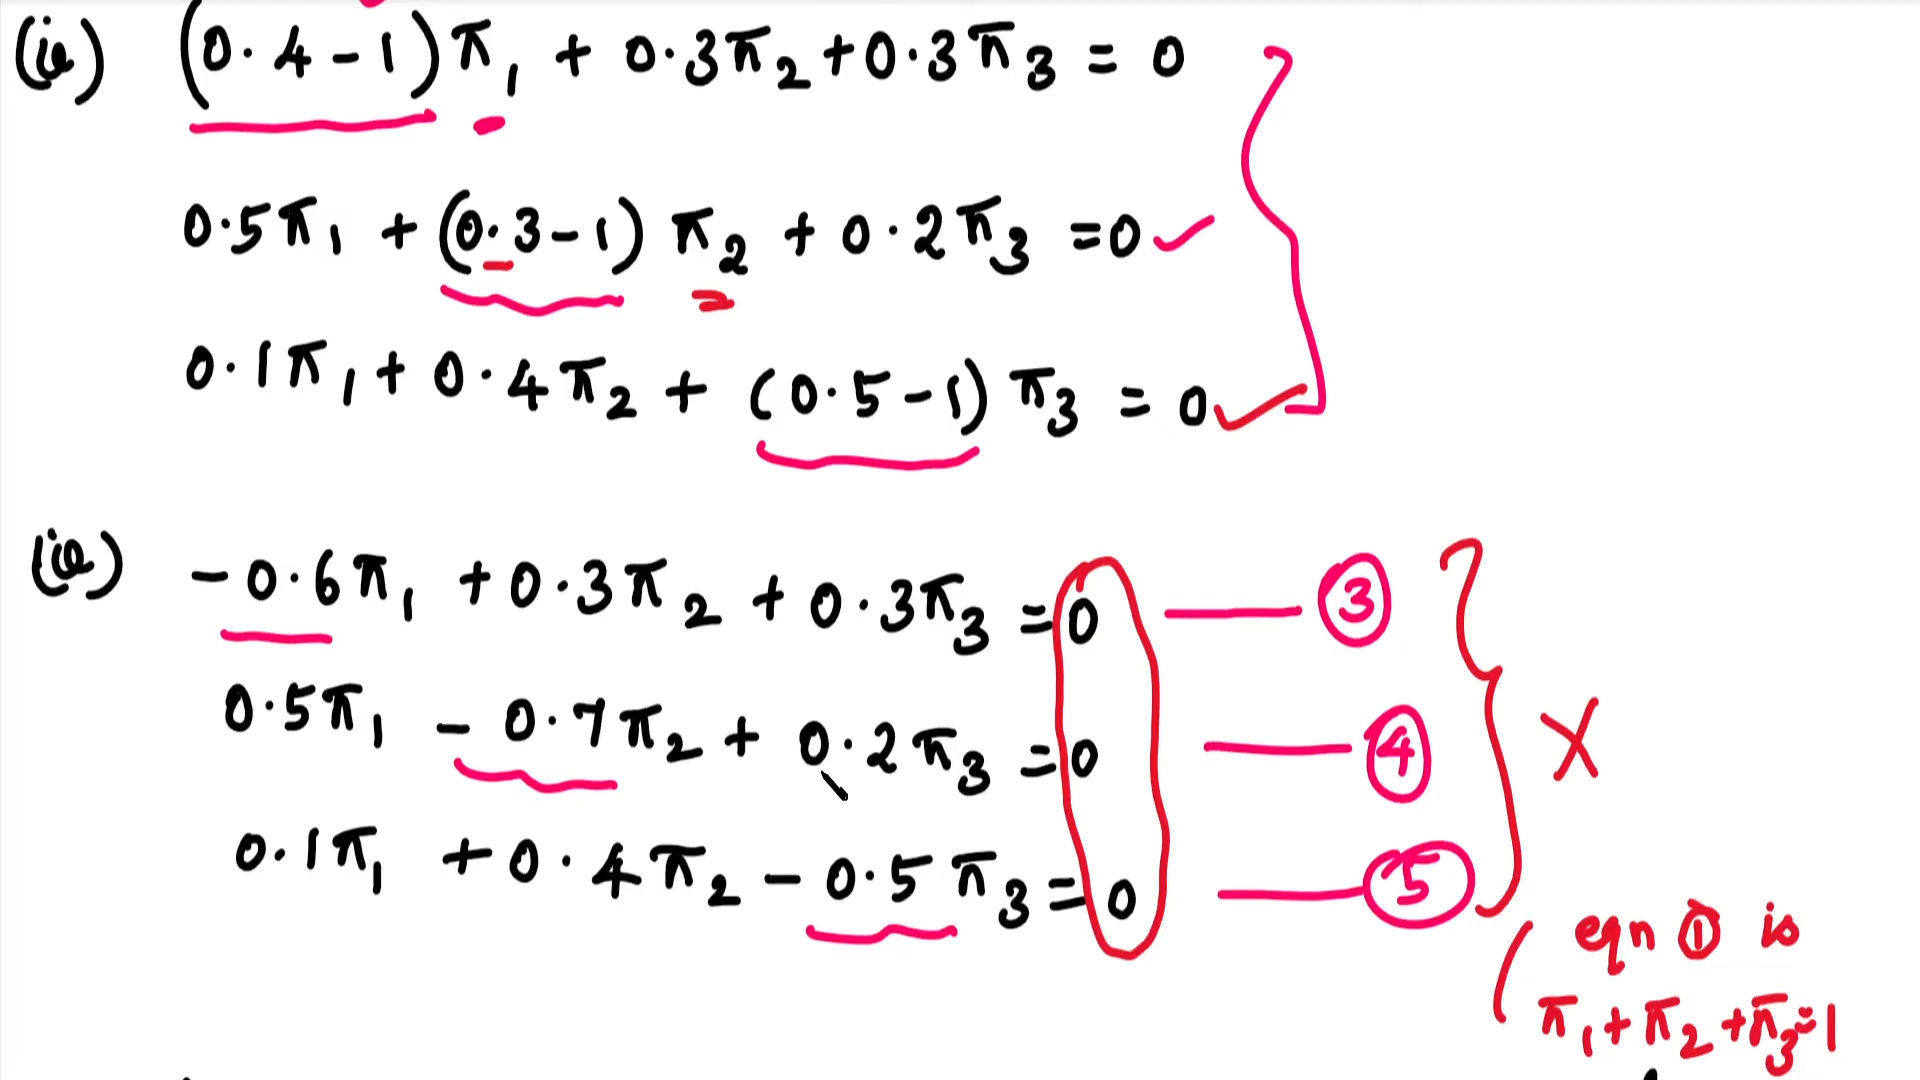 (ie) (0.4-1)π₁ + 0.3π₂+0.3π₃ = 0
0.5π₁ + (0.3-1) π₂ + 0.2π₃ =0
0.1π₁+ 0.4π₂ + (0.5-1) π₃ = 0
(ie) -0.6π₁ +0.3π₂ + 0.3π₃ =0 — ③
0.5π₁ - 0.7π₂ + 0.2π₃ =0 — ④
X
0.1π₁ +0.4π₂ - 0.5π₃ = 0 — ⑤
( eqn ① is
π₁+π₂+π₃=1